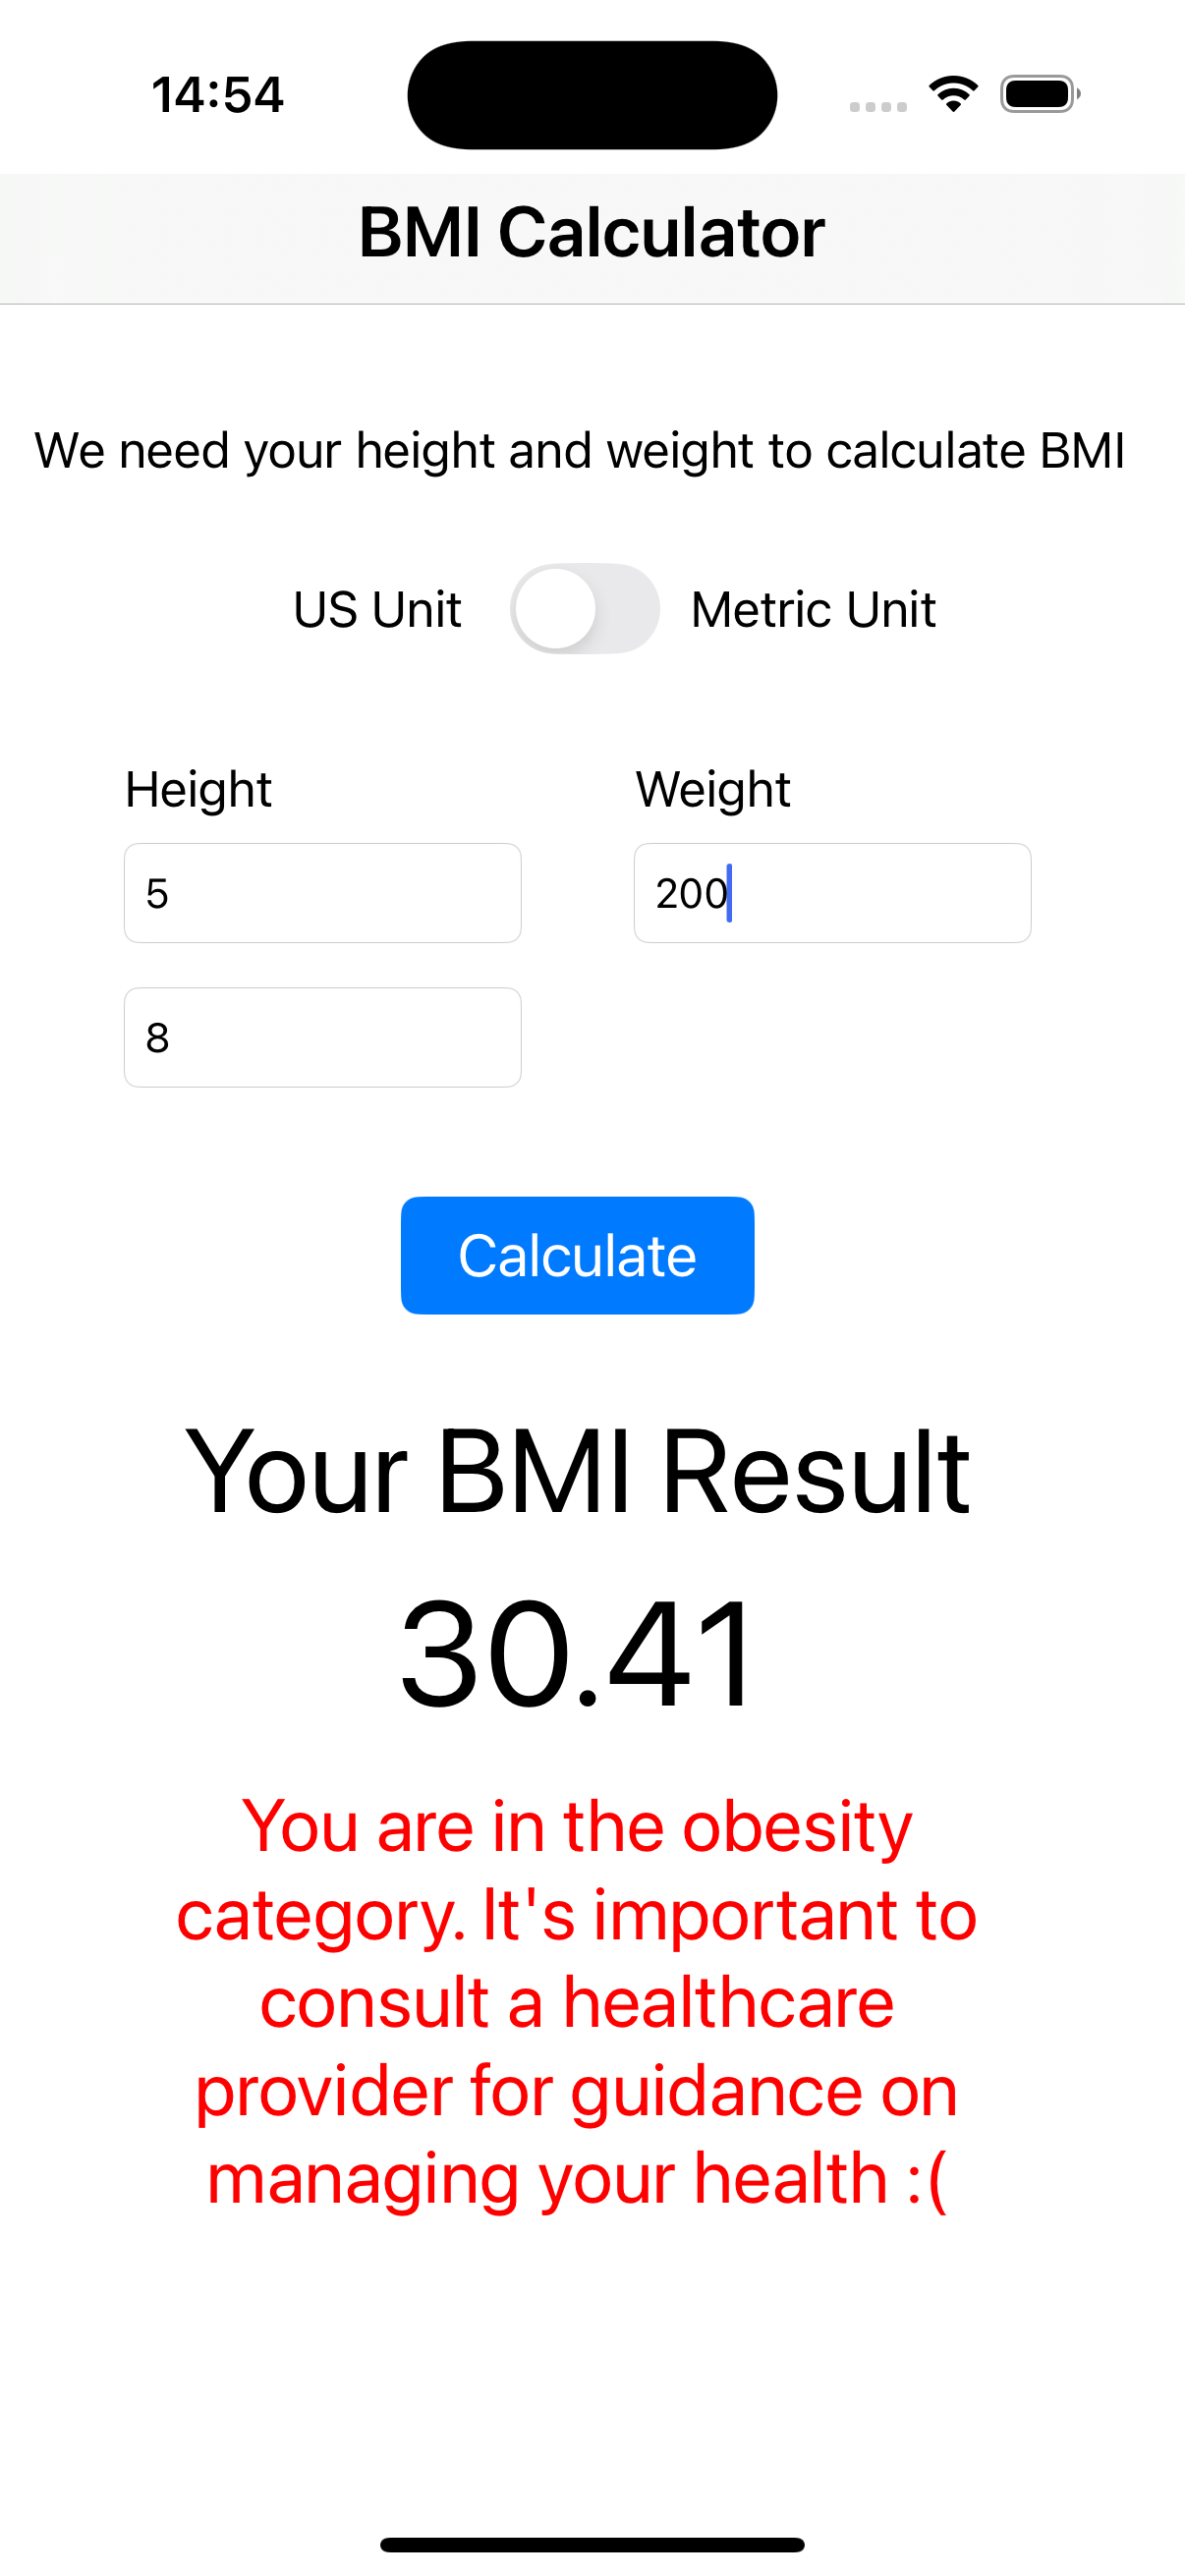 14:54
BMI Calculator
We need your height and weight to calculate BMI
US Unit Metric Unit
Height Weight
5 200
8
Calculate
Your BMI Result
30.41
You are in the obesity
category. It's important to
consult a healthcare
provider for guidance on
managing your health :(